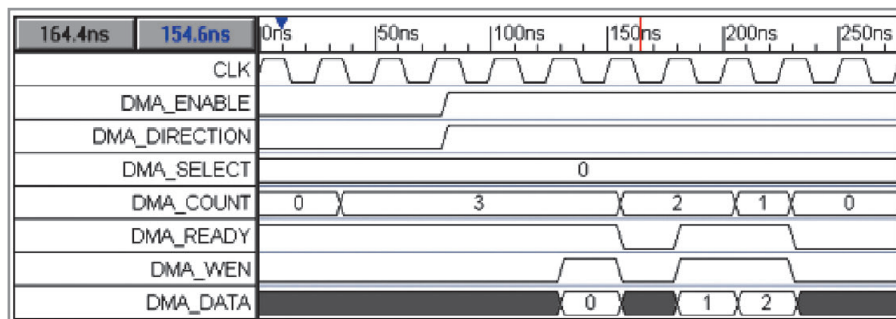 164.4ns 154.6ns 0ns 50ns 100ns 150ns 200ns 250ns
CLK
DMA_ENABLE
DMA_DIRECTION
DMA_SELECT 0
DMA_COUNT 0 3 2 1 0
DMA_READY
DMA_WEN
DMA_DATA 0 1 2